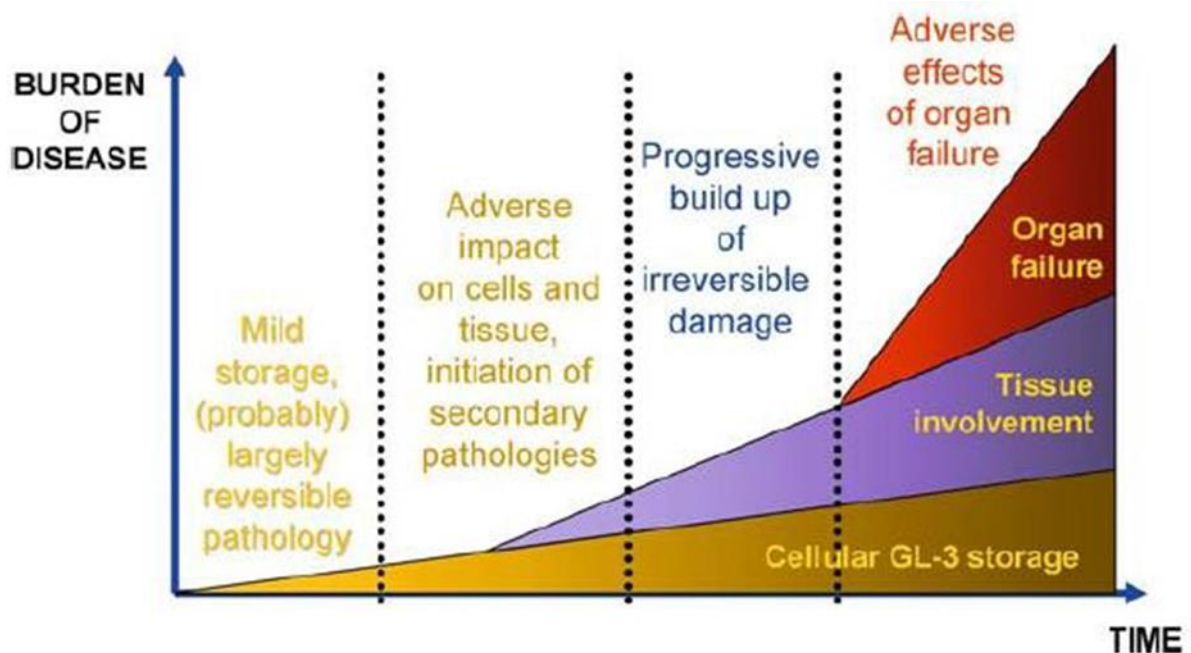 BURDEN
OF
DISEASE
Mild
storage,
(probably)
largely
reversible
pathology
Adverse
impact
on cells and
tissue,
initiation of
secondary
pathologies
Progressive
build up
of
irreversible
damage
Adverse
effects
of organ
failure
Organ
failure
Tissue
involvement
Cellular GL-3 storage
TIME